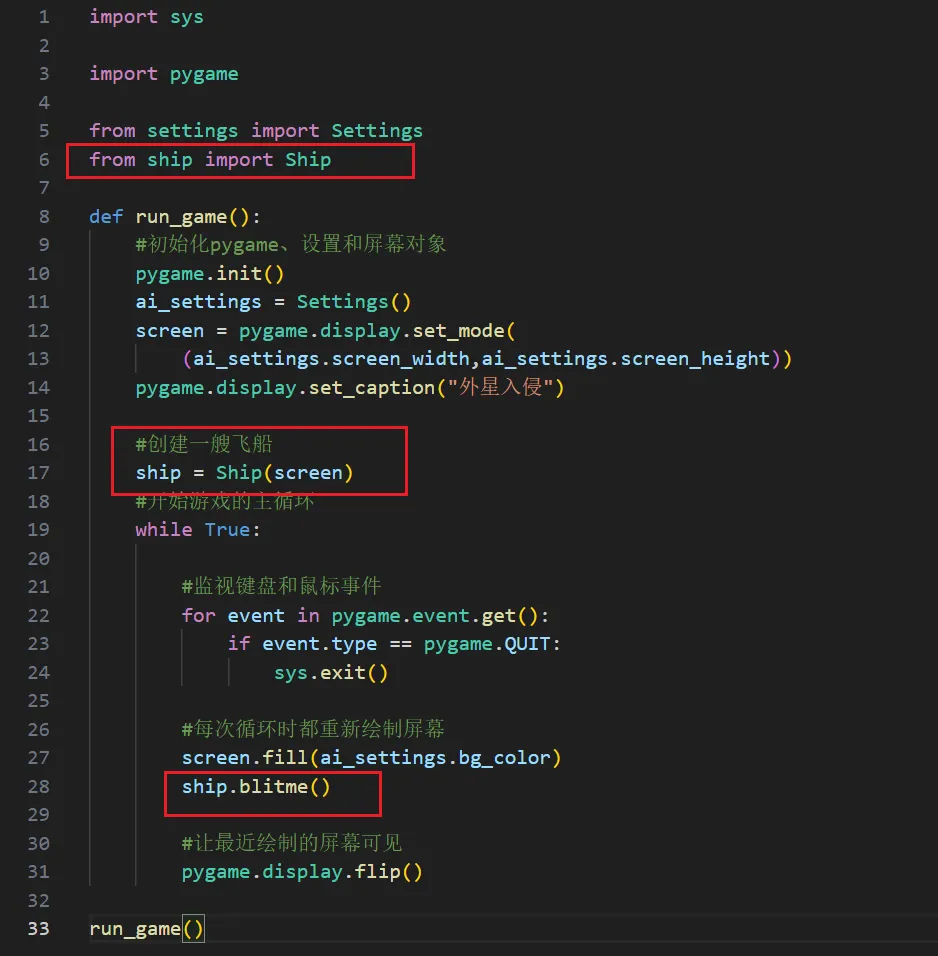 1 import sys
2
3 import pygame
4
5 from settings import Settings
6 from ship import Ship
7
8 def run_game():
9     #初始化pygame、设置和屏幕对象
10     pygame.init()
11     ai_settings = Settings()
12     screen = pygame.display.set_mode(
13         (ai_settings.screen_width,ai_settings.screen_height))
14     pygame.display.set_caption("外星入侵")
15
16     #创建一艘飞船
17     ship = Ship(screen)
18     #开始游戏的主循环
19     while True:
20
21         #监视键盘和鼠标事件
22         for event in pygame.event.get():
23             if event.type == pygame.QUIT:
24                 sys.exit()
25
26         #每次循环时都重新绘制屏幕
27         screen.fill(ai_settings.bg_color)
28         ship.blitme()
29
30         #让最近绘制的屏幕可见
31         pygame.display.flip()
32
33 run_game()